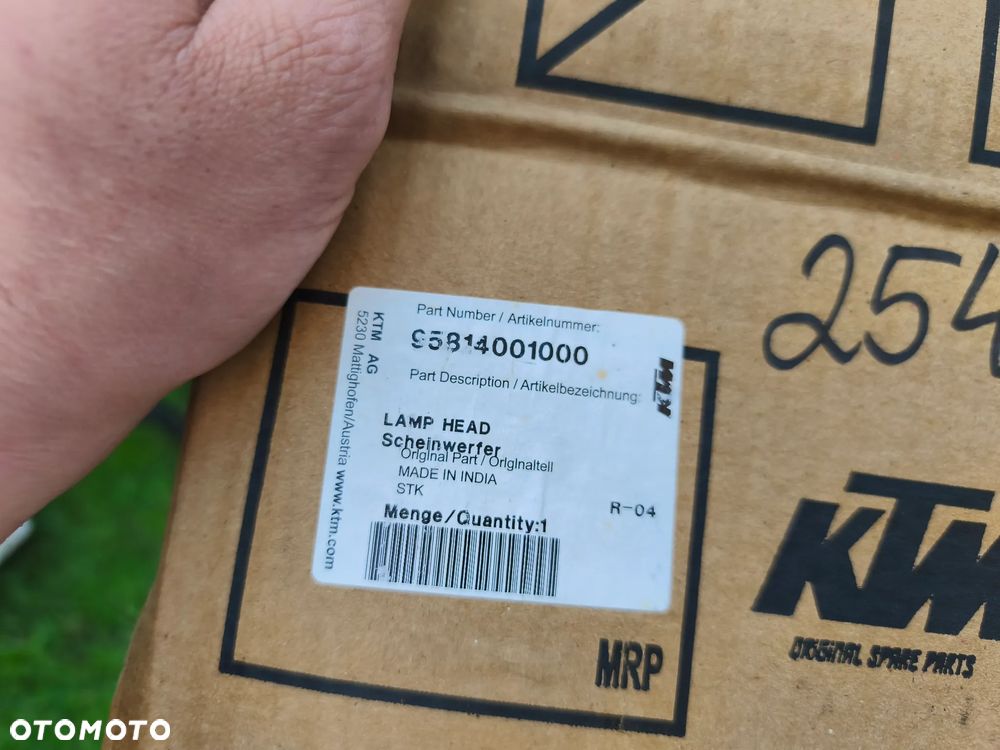 254
Part Number / Artikelnummer:
95814001000
Part Description / Artikelbezeichnung:
KTM
LAMP HEAD
Scheinwerfer
Original Part / Originalteil
MADE IN INDIA
STK
R-04
Menge/Quantity:1
KTM AG
5230 Mattighofen/Austria www.ktm.com
KTM
ORIGINAL SPARE PARTS
MRP
OTOMOTO